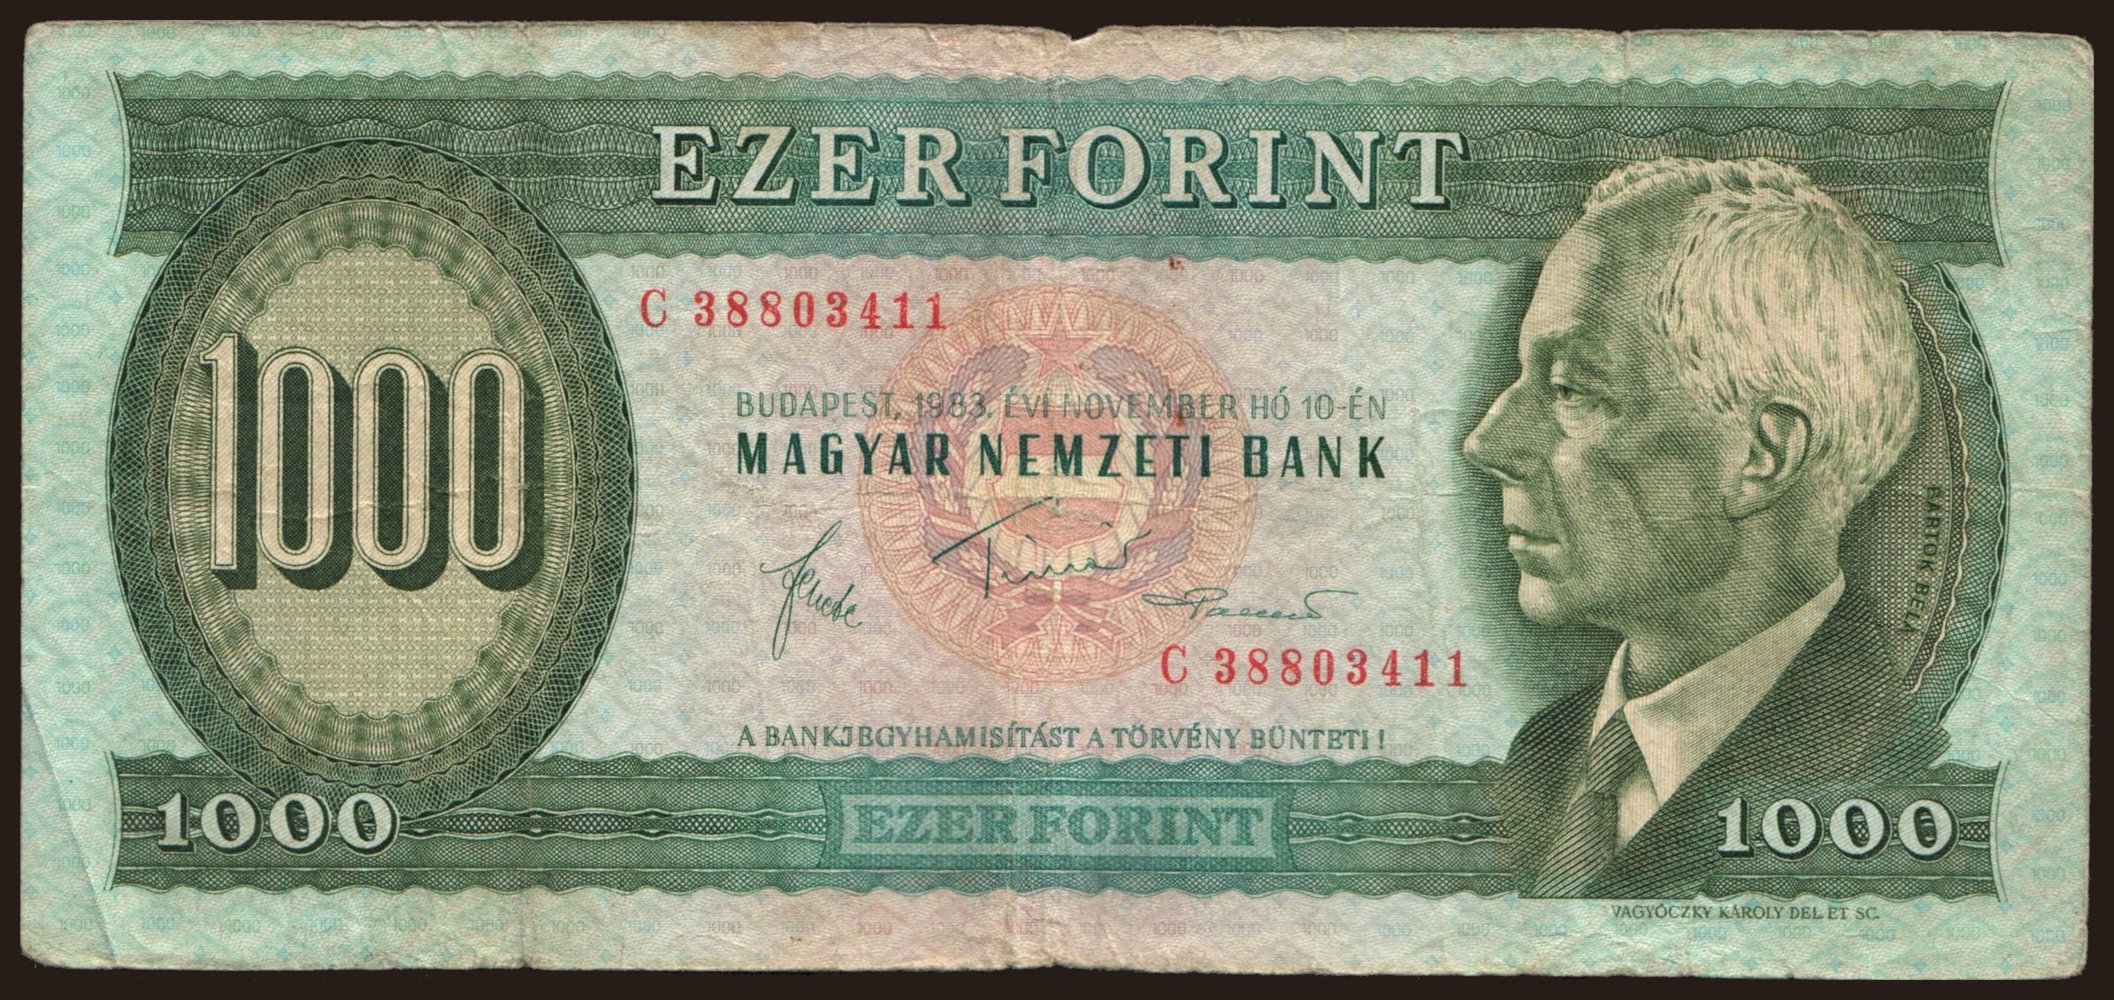 EZER FORINT
C 38803411
1000
BUDAPEST, 1983. ÉVI NOVEMBER HÓ 10-ÉN
MAGYAR NEMZETI BANK
BARTÓK BÉLA
C 38803411
A BANKJEGYHAMISÍTÁST A TÖRVÉNY BÜNTETI!
1000
EZER FORINT
1000
VAGYÓCZKY KÁROLY DEL. ET SC.